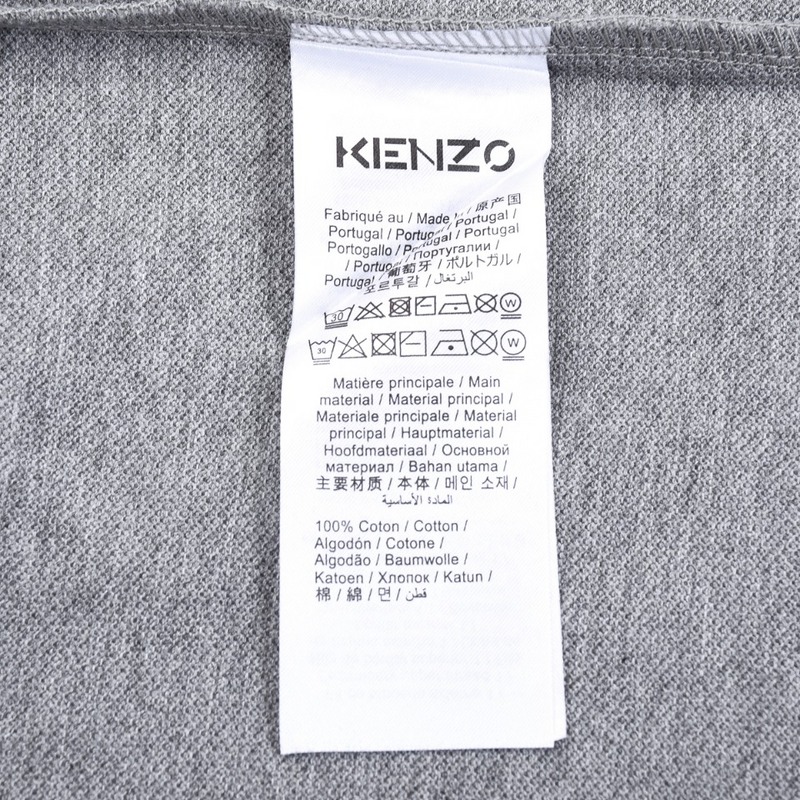 KENZO
Fabriqué au / Made / 原产国
Portugal / Portugal / Portugal /
Portogallo / Portugal / Portugal
/ Portugal / Португалии /
Portugal / 葡萄牙 / ポルトガル /
포르투갈 / البرتغال
30 W
30 W
Matière principale / Main
material / Material principal /
Materiale principale / Material
principal / Hauptmaterial /
Hoofdmateriaal / Основной
материал / Bahan utama /
主要材质 / 本体 / 메인 소재 /
المادة الأساسية
100% Coton / Cotton /
Algodón / Cotone /
Algodão / Baumwolle /
Katoen / Хлопок / Katun /
棉 / 綿 / 면 / قطن